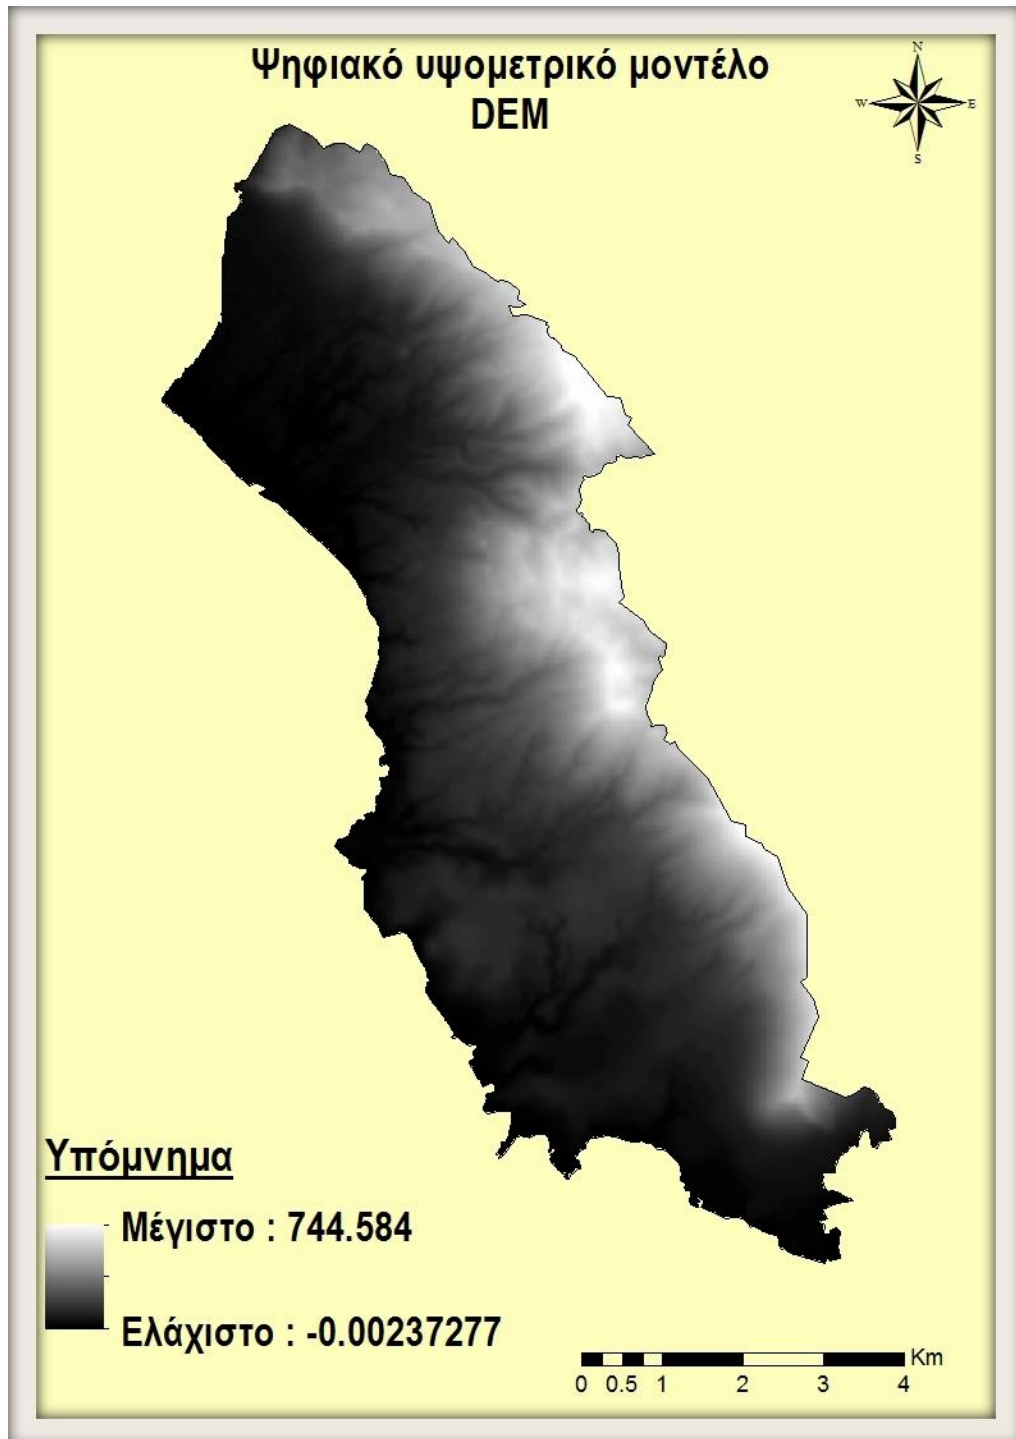 Ψηφιακό υψομετρικό μοντέλο
DEM
N
W E
S
Υπόμνημα
Μέγιστο : 744.584
Ελάχιστο : -0.00237277
Km
0 0.5 1 2 3 4